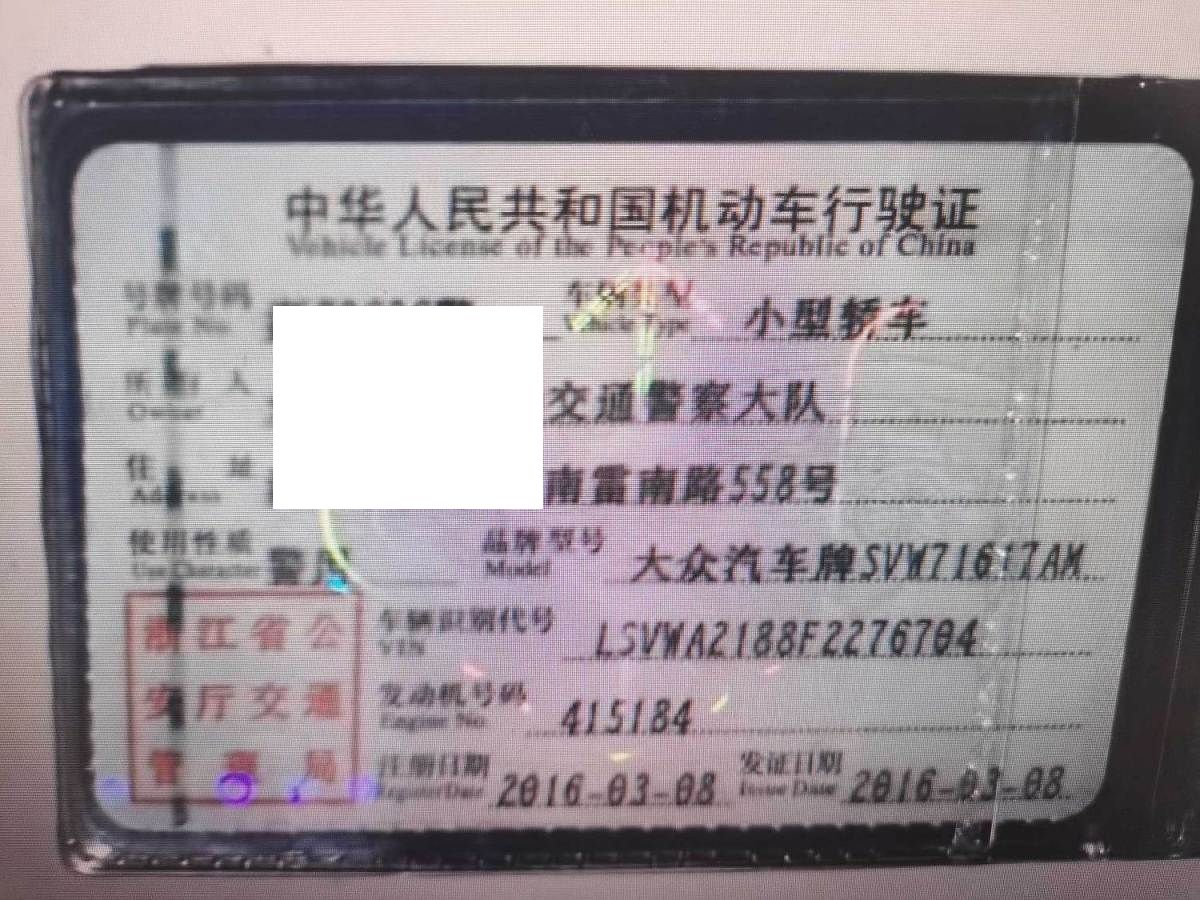 中华人民共和国机动车行驶证
Vehicle License of the People's Republic of China
号牌号码 车辆类型 小型轿车
Plate No. Vehicle Type
所有人 交通警察大队
Owner
住址 南雷南路558号
Address
使用性质 警用 品牌型号 大众汽车牌SVW71617AM
Use Character Model
浙江省公 车辆识别代号 LSVWA2188F2276704
VIN
安厅交通 发动机号码 415184
Engine No.
管 局 注册日期 2016-03-08 发证日期 2016-03-08
Register Date Issue Date